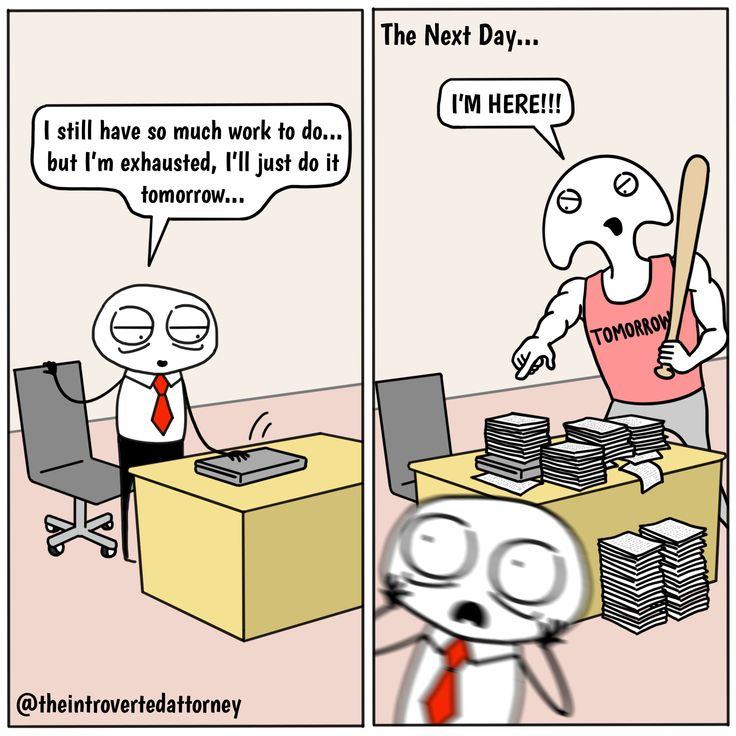 I still have so much work to do...
but I'm exhausted, I'll just do it
tomorrow...
The Next Day...
I'M HERE!!!
TOMORROW
@theintrovertedattorney